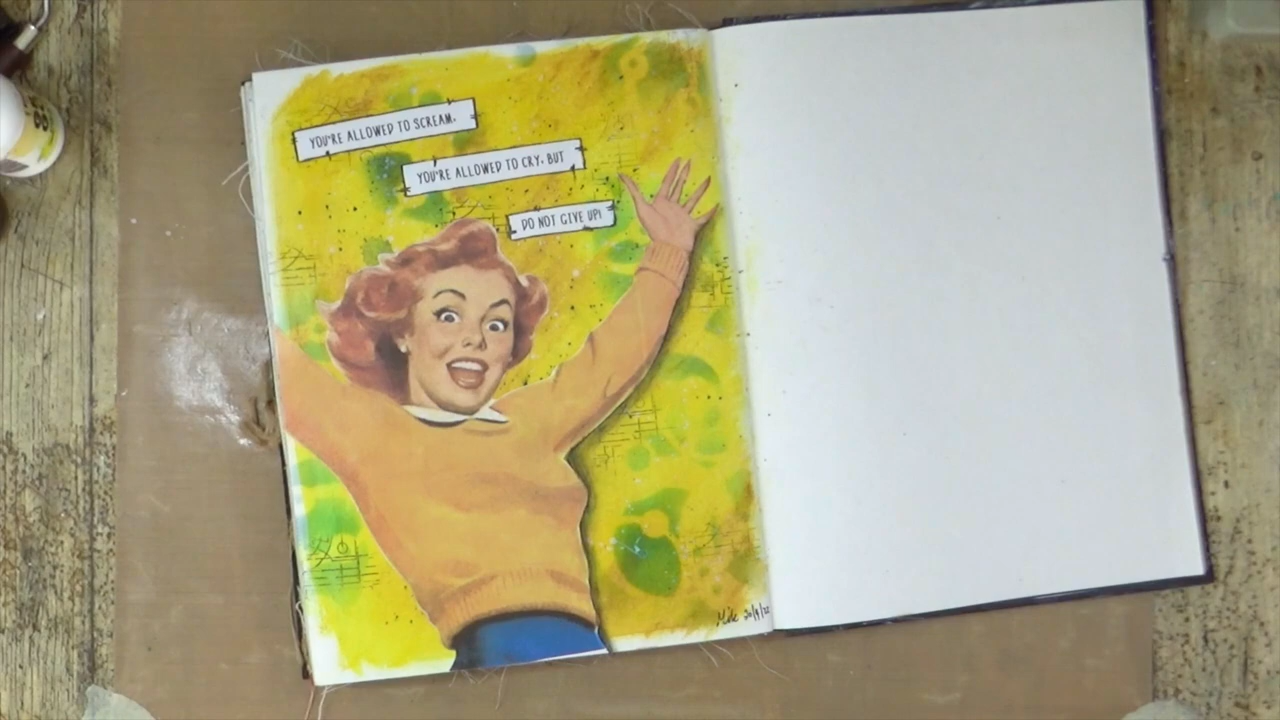 YOU'RE ALLOWED TO SCREAM.
YOU'RE ALLOWED TO CRY, BUT
DO NOT GIVE UP!